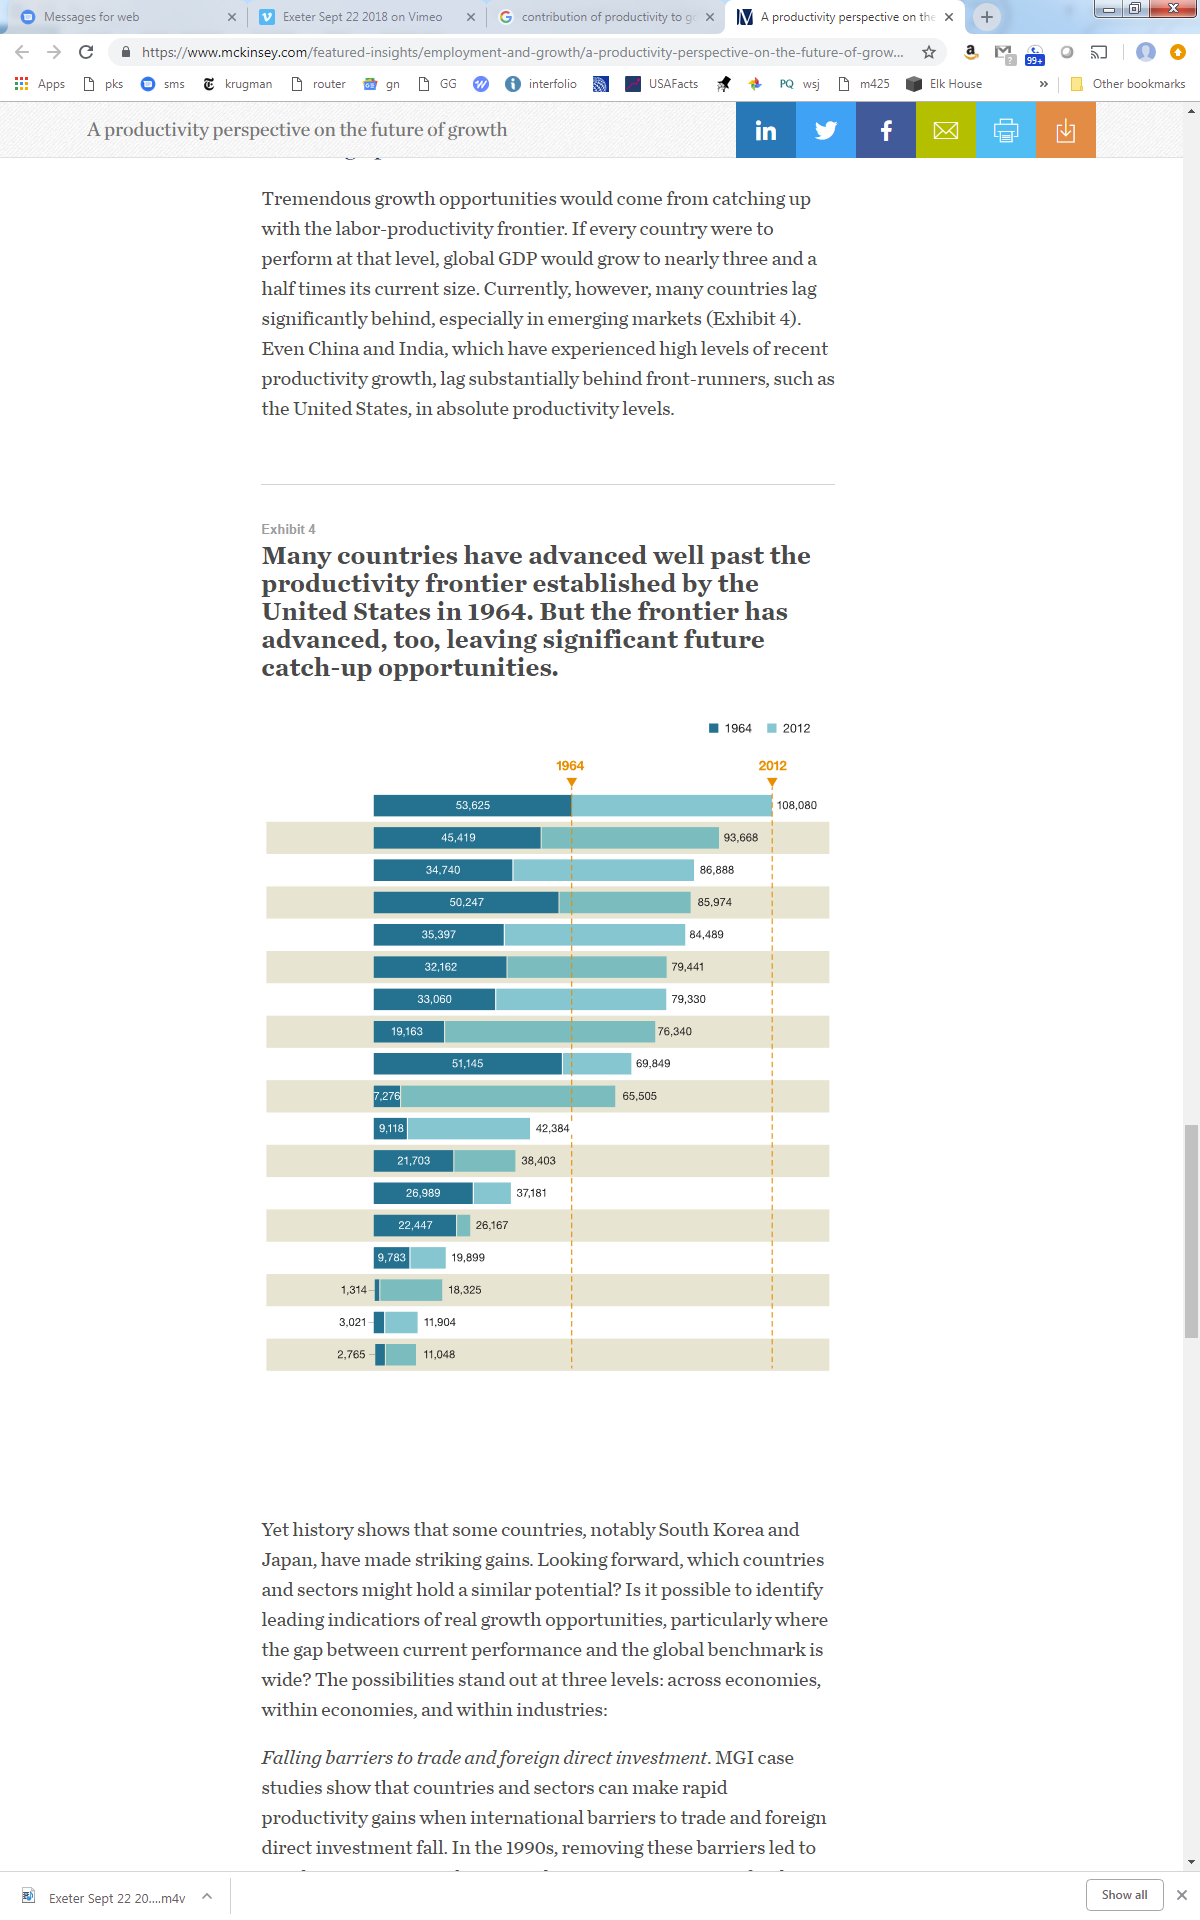 Messages for web
Exeter Sept 22 2018 on Vimeo
contribution of productivity to g
A productivity perspective on the
https://www.mckinsey.com/featured-insights/employment-and-growth/a-productivity-perspective-on-the-future-of-grow...
99+
Apps pks sms krugman router gn GG interfolio USAFacts PQ wsj m425 Elk House » Other bookmarks
A productivity perspective on the future of growth
Tremendous growth opportunities would come from catching up
with the labor-productivity frontier. If every country were to
perform at that level, global GDP would grow to nearly three and a
half times its current size. Currently, however, many countries lag
significantly behind, especially in emerging markets (Exhibit 4).
Even China and India, which have experienced high levels of recent
productivity growth, lag substantially behind front-runners, such as
the United States, in absolute productivity levels.
Exhibit 4
Many countries have advanced well past the
productivity frontier established by the
United States in 1964. But the frontier has
advanced, too, leaving significant future
catch-up opportunities.
1964 2012
1964 2012
53,625 108,080
45,419 93,668
34,740 86,888
50,247 85,974
35,397 84,489
32,162 79,441
33,060 79,330
19,163 76,340
51,145 69,849
7,276 65,505
9,118 42,384
21,703 38,403
26,989 37,181
22,447 26,167
9,783 19,899
1,314 18,325
3,021 11,904
2,765 11,048
Yet history shows that some countries, notably South Korea and
Japan, have made striking gains. Looking forward, which countries
and sectors might hold a similar potential? Is it possible to identify
leading indicatiors of real growth opportunities, particularly where
the gap between current performance and the global benchmark is
wide? The possibilities stand out at three levels: across economies,
within economies, and within industries:
Falling barriers to trade and foreign direct investment. MGI case
studies show that countries and sectors can make rapid
productivity gains when international barriers to trade and foreign
direct investment fall. In the 1990s, removing these barriers led to
Exeter Sept 22 20....m4v
Show all